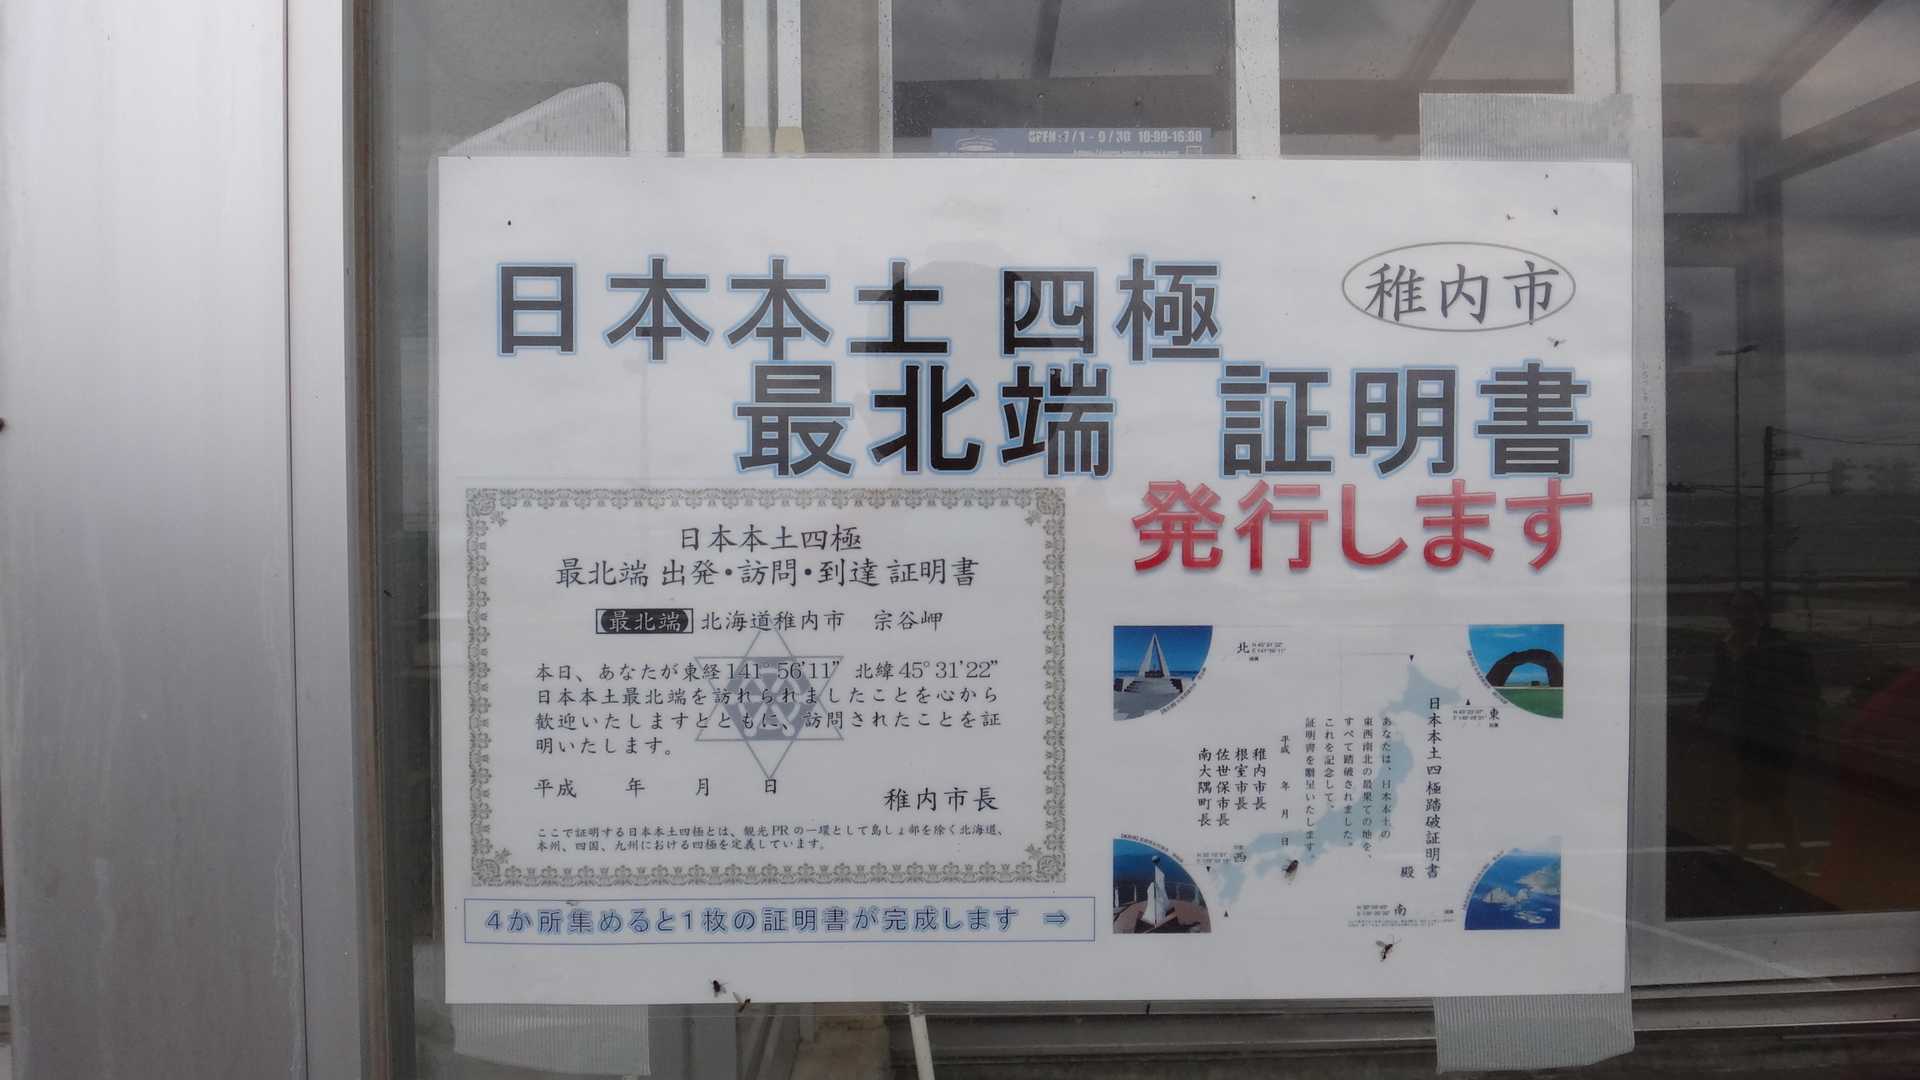 OPEN:7/1-9/30 10:00-16:00
日本本土 四極
稚内市
最北端 証明書
発行します
日本本土四極
最北端 出発・訪問・到達 証明書
最北端 北海道稚内市 宗谷岬
本日、あなたが東経141°56'11” 北緯45°31'22”
日本本土最北端を訪れられましたことを心から
歓迎いたしますとともに、訪問されたことを証
明いたします。
平成 年 月 日
稚内市長
ここで証明する日本本土四極とは、観光PRの一環として島しょ部を除く北海道、
本州、四国、九州における四極を定義しています。
4か所集めると1枚の証明書が完成します ⇒
北
東
日本本土四極踏破証明書
殿
あなたは、日本本土の
東西南北の最果ての地を、
すべて踏破されました。
これを記念して、
証明書を贈呈いたします。
平成 年 月 日
稚内市長
根室市長
佐世保市長
南大隅町長
西
南